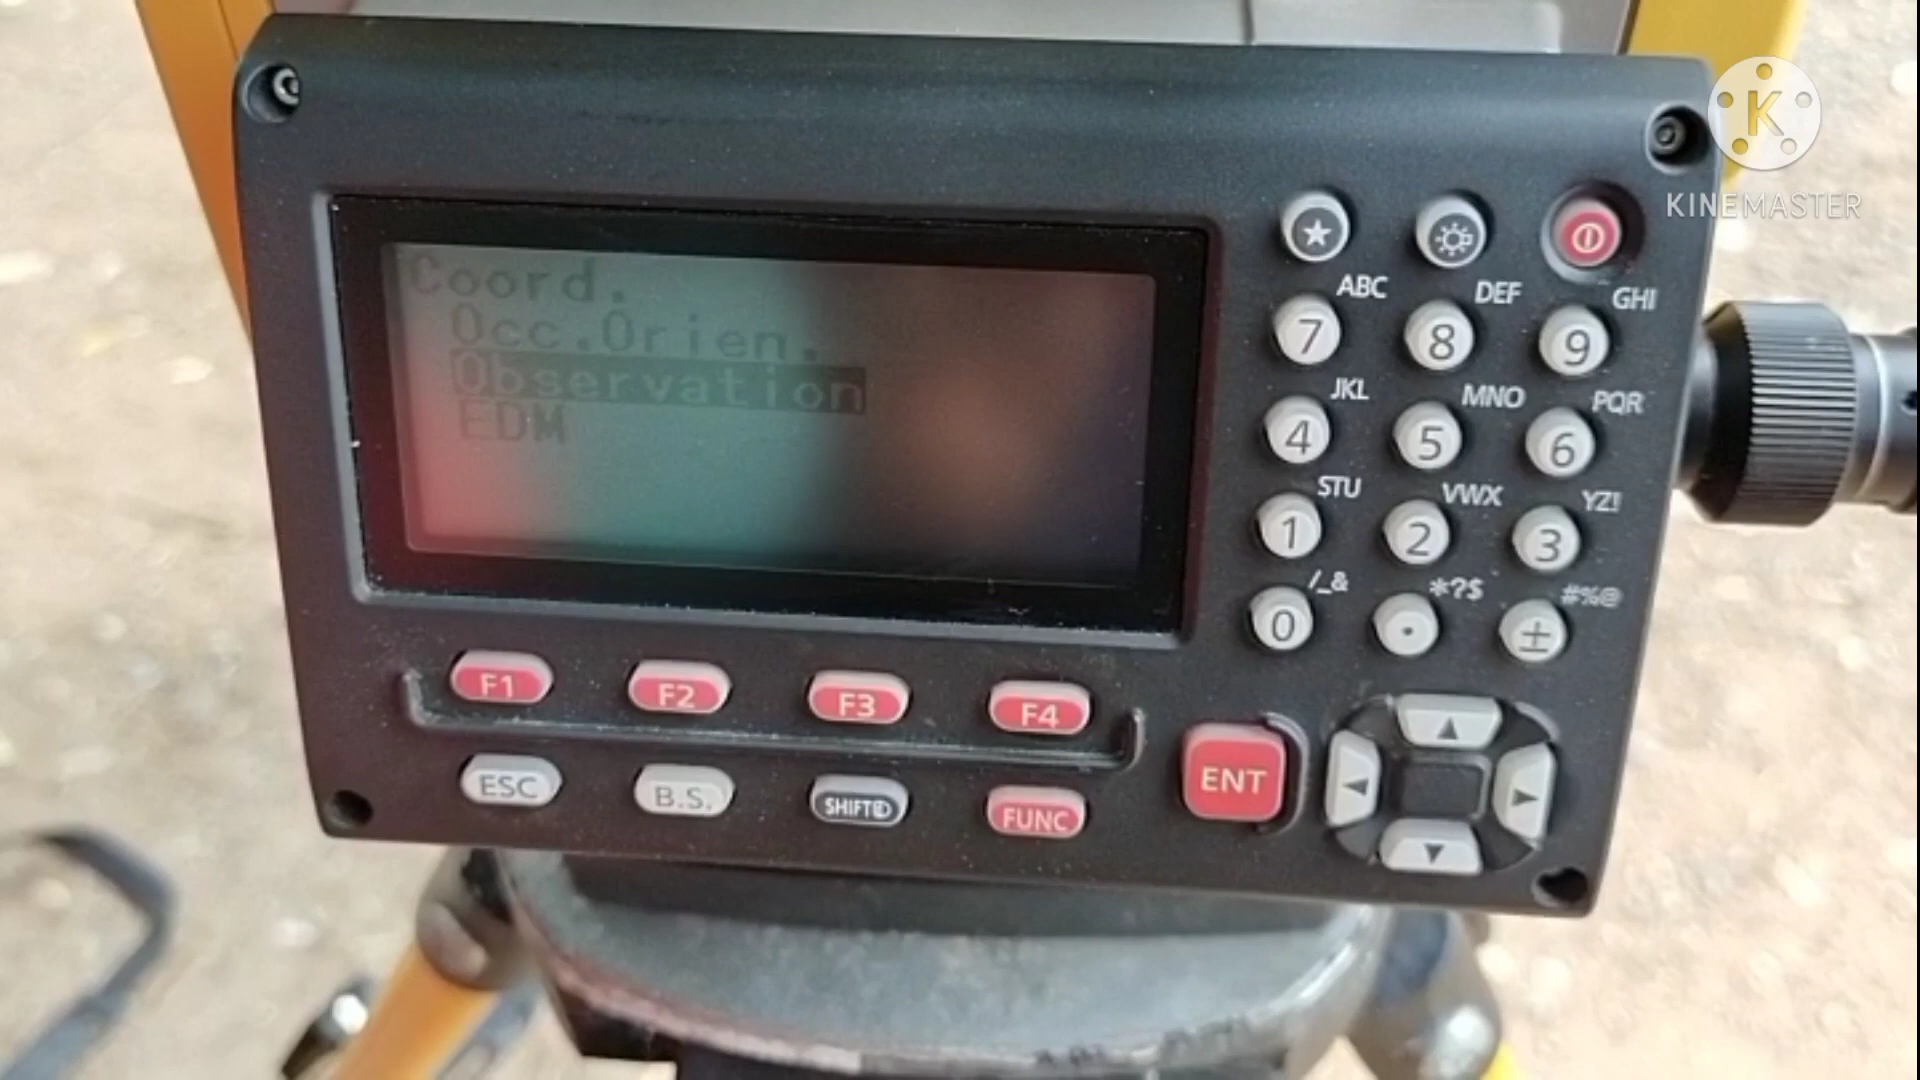 K
KINEMASTER
Coord.
Occ.Orien.
Observation
EDM
ABC DEF GHI
7 8 9
JKL MNO PQR
4 5 6
STU VWX YZ!
1 2 3
/_& *?$ #%@
0 . ±
F1 F2 F3 F4
ESC B.S. SHIFT FUNC ENT